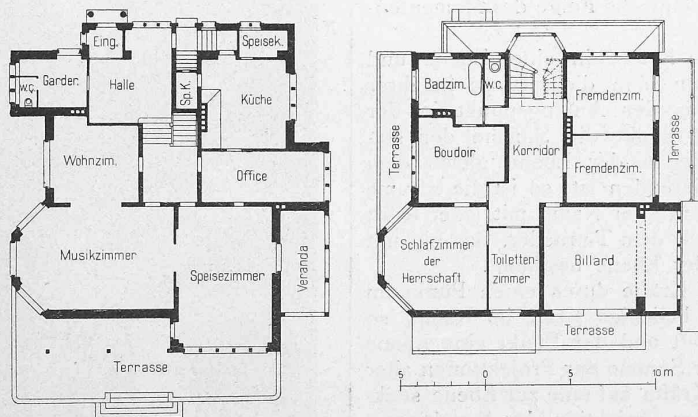 Eing.
Speisek.
W.C.
Garder.
Halle
Sp.K.
Küche
Wohnzim.
Office
Musikzimmer
Speisezimmer
Veranda
Terrasse
Badzim.
W.C.
Fremdenzim.
Terrasse
Boudoir
Korridor
Fremdenzim.
Terrasse
Schlafzimmer
der
Herrschaft
Toiletten-
zimmer
Billard
Terrasse
5 0 5 10 m